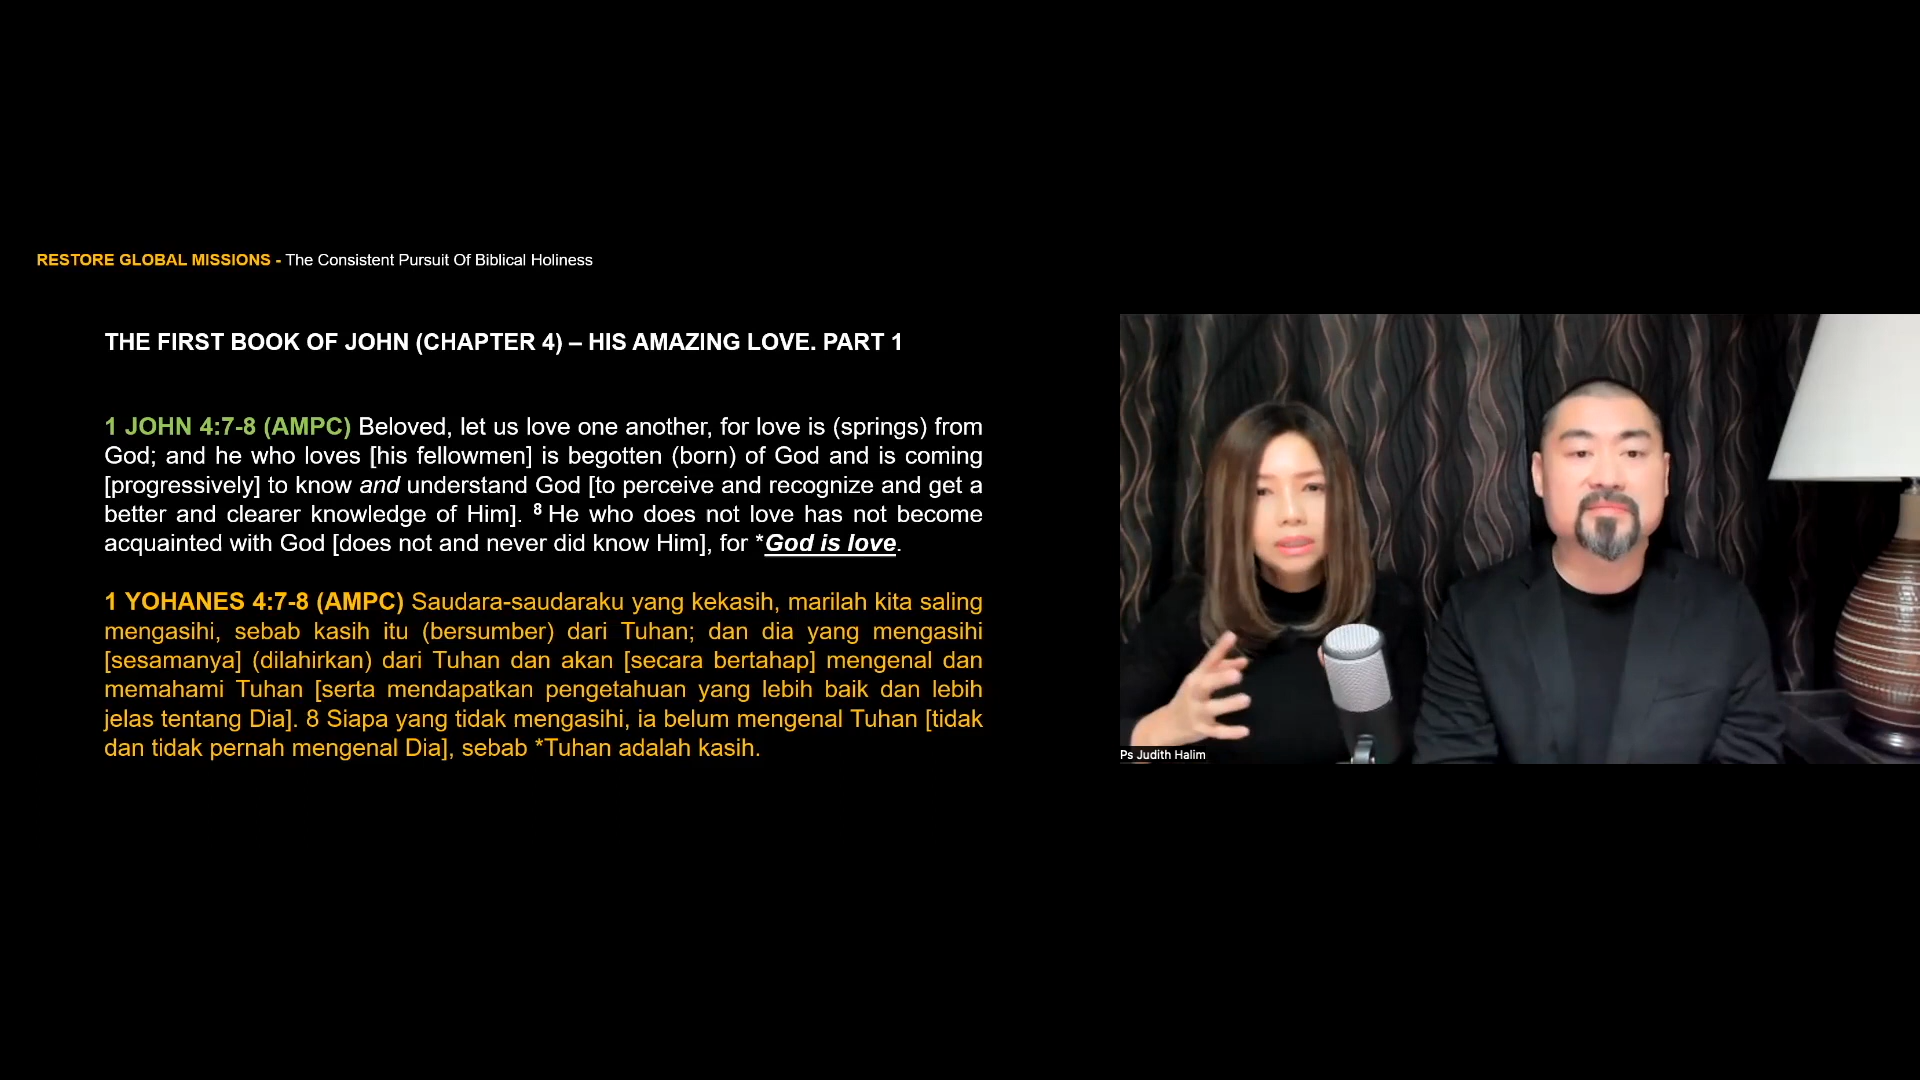 RESTORE GLOBAL MISSIONS - The Consistent Pursuit Of Biblical Holiness
THE FIRST BOOK OF JOHN (CHAPTER 4) – HIS AMAZING LOVE. PART 1
1 JOHN 4:7-8 (AMPC) Beloved, let us love one another, for love is (springs) from
God; and he who loves [his fellowmen] is begotten (born) of God and is coming
[progressively] to know and understand God [to perceive and recognize and get a
better and clearer knowledge of Him]. 8 He who does not love has not become
acquainted with God [does not and never did know Him], for *God is love.
1 YOHANES 4:7-8 (AMPC) Saudara-saudaraku yang kekasih, marilah kita saling
mengasihi, sebab kasih itu (bersumber) dari Tuhan; dan dia yang mengasihi
[sesamanya] (dilahirkan) dari Tuhan dan akan [secara bertahap] mengenal dan
memahami Tuhan [serta mendapatkan pengetahuan yang lebih baik dan lebih
jelas tentang Dia]. 8 Siapa yang tidak mengasihi, ia belum mengenal Tuhan [tidak
dan tidak pernah mengenal Dia], sebab *Tuhan adalah kasih.
Ps Judith Halim